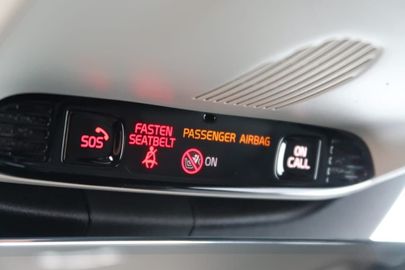 SOS
FASTEN
SEATBELT
PASSENGER AIRBAG
ON
ON
CALL